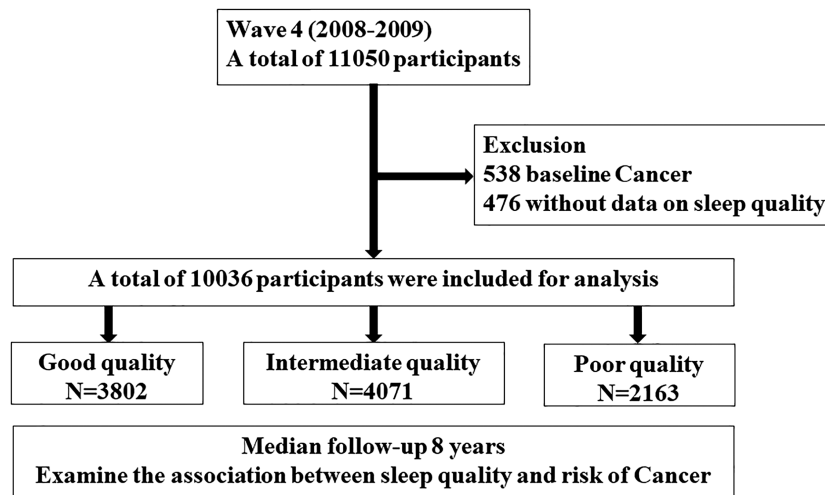 Wave 4 (2008-2009)
A total of 11050 participants
Exclusion
538 baseline Cancer
476 without data on sleep quality
A total of 10036 participants were included for analysis
Good quality
N=3802
Intermediate quality
N=4071
Poor quality
N=2163
Median follow-up 8 years
Examine the association between sleep quality and risk of Cancer